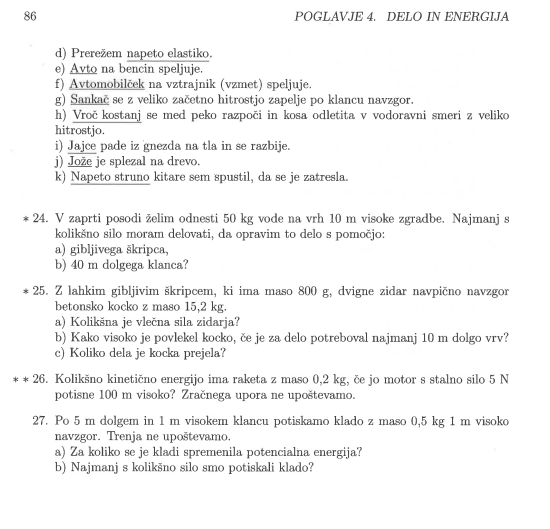 86 POGLAVJE 4. DELO IN ENERGIJA
d) Prerežem napeto elastiko.
e) Avto na bencin speljuje.
f) Avtomobilček na vztrajnik (vzmet) speljuje.
g) Sankač se z veliko začetno hitrostjo zapelje po klancu navzgor.
h) Vroč kostanj se med peko razpoči in kosa odletita v vodoravni smeri z veliko
hitrostjo.
i) Jajce pade iz gnezda na tla in se razbije.
j) Jože je splezal na drevo.
k) Napeto struno kitare sem spustil, da se je zatresla.
* 24. V zaprti posodi želim odnesti 50 kg vode na vrh 10 m visoke zgradbe. Najmanj s
kolikšno silo moram delovati, da opravim to delo s pomočjo:
a) gibljivega škripca,
b) 40 m dolgega klanca?
* 25. Z lahkim gibljivim škripcem, ki ima maso 800 g, dvigne zidar navpično navzgor
betonsko kocko z maso 15,2 kg.
a) Kolikšna je vlečna sila zidarja?
b) Kako visoko je povlekel kocko, če je za delo potreboval najmanj 10 m dolgo vrv?
c) Koliko dela je kocka prejela?
* * 26. Kolikšno kinetično energijo ima raketa z maso 0,2 kg, če jo motor s stalno silo 5 N
potisne 100 m visoko? Zračnega upora ne upoštevamo.
27. Po 5 m dolgem in 1 m visokem klancu potiskamo klado z maso 0,5 kg 1 m visoko
navzgor. Trenja ne upoštevamo.
a) Za koliko se je kladi spremenila potencialna energija?
b) Najmanj s kolikšno silo smo potiskali klado?